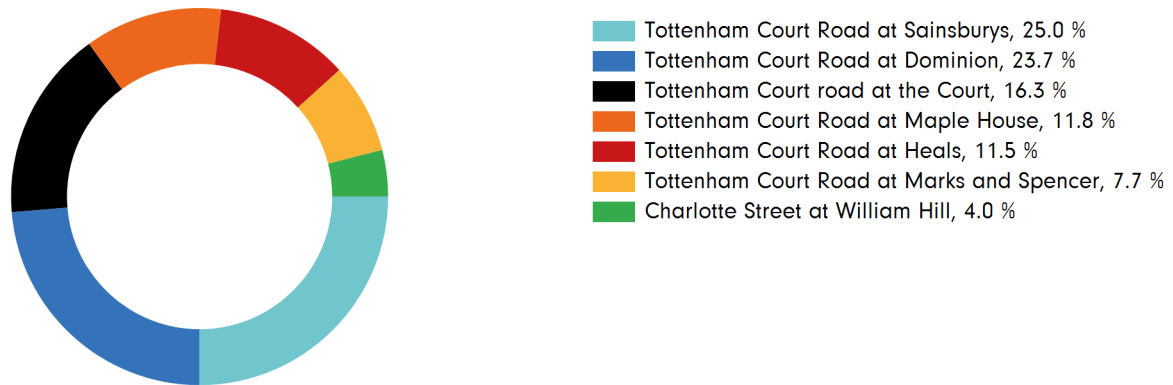 Tottenham Court Road at Sainsburys, 25.0 %
Tottenham Court Road at Dominion, 23.7 %
Tottenham Court road at the Court, 16.3 %
Tottenham Court Road at Maple House, 11.8 %
Tottenham Court Road at Heals, 11.5 %
Tottenham Court Road at Marks and Spencer, 7.7 %
Charlotte Street at William Hill, 4.0 %